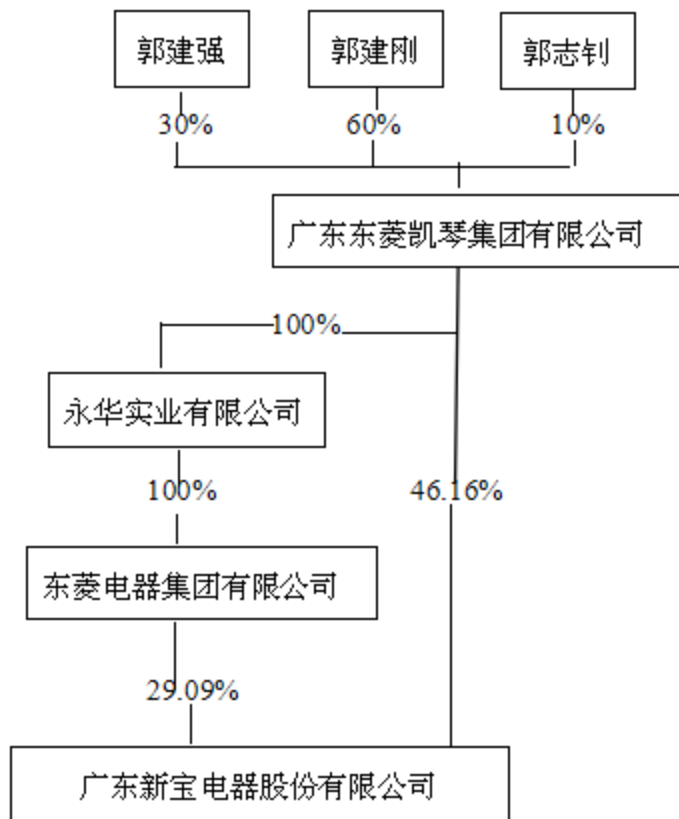 郭建强
郭建刚
郭志钊
30%
60%
10%
广东东菱凯琴集团有限公司
100%
永华实业有限公司
100%
46.16%
东菱电器集团有限公司
29.09%
广东新宝电器股份有限公司